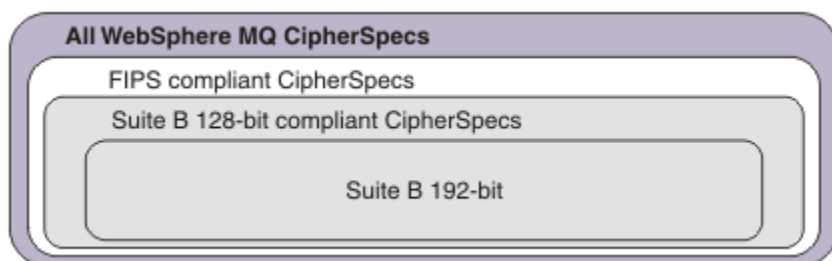 All WebSphere MQ CipherSpecs
FIPS compliant CipherSpecs
Suite B 128-bit compliant CipherSpecs
Suite B 192-bit